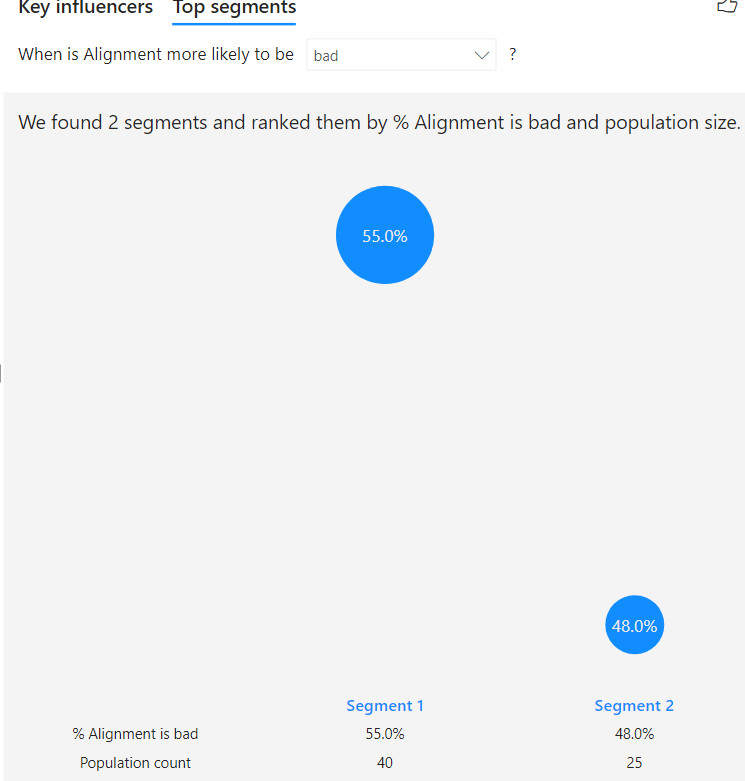 Key influencers Top segments
When is Alignment more likely to be bad ?
We found 2 segments and ranked them by % Alignment is bad and population size.
55.0%
48.0%
Segment 1 Segment 2
% Alignment is bad 55.0% 48.0%
Population count 40 25